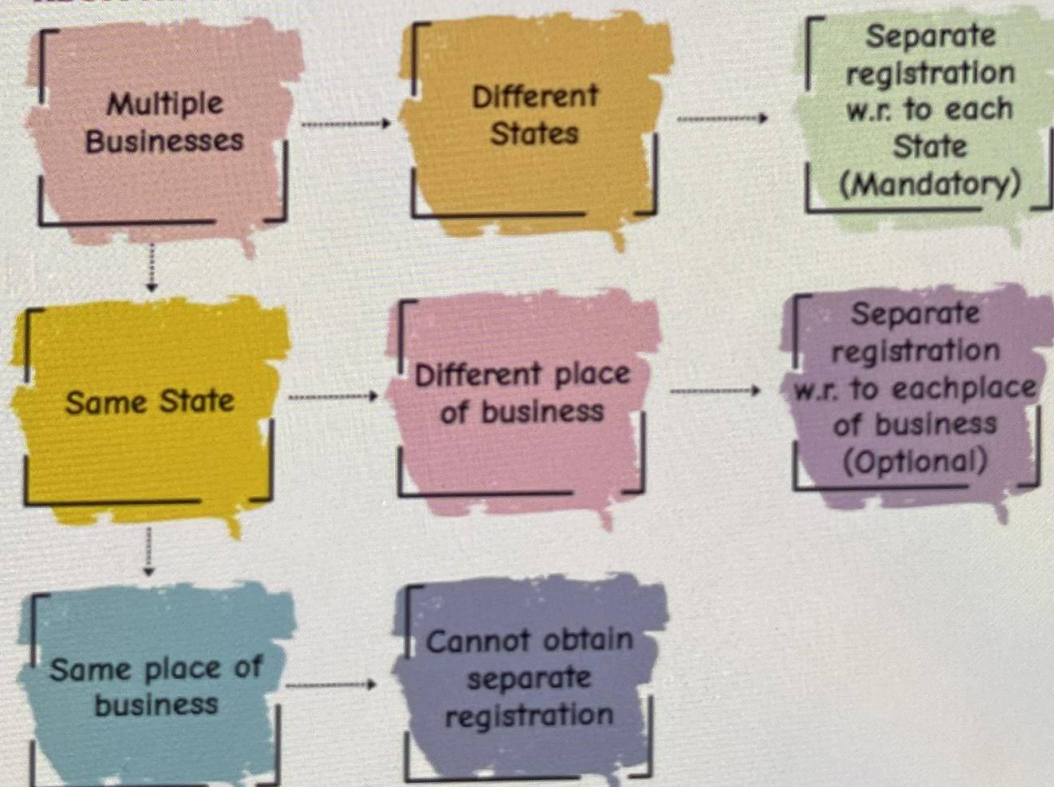 Multiple
Businesses
Different
States
Separate
registration
w.r. to each
State
(Mandatory)
Same State
Different place
of business
Separate
registration
w.r. to eachplace
of business
(Optional)
Same place of
business
Cannot obtain
separate
registration